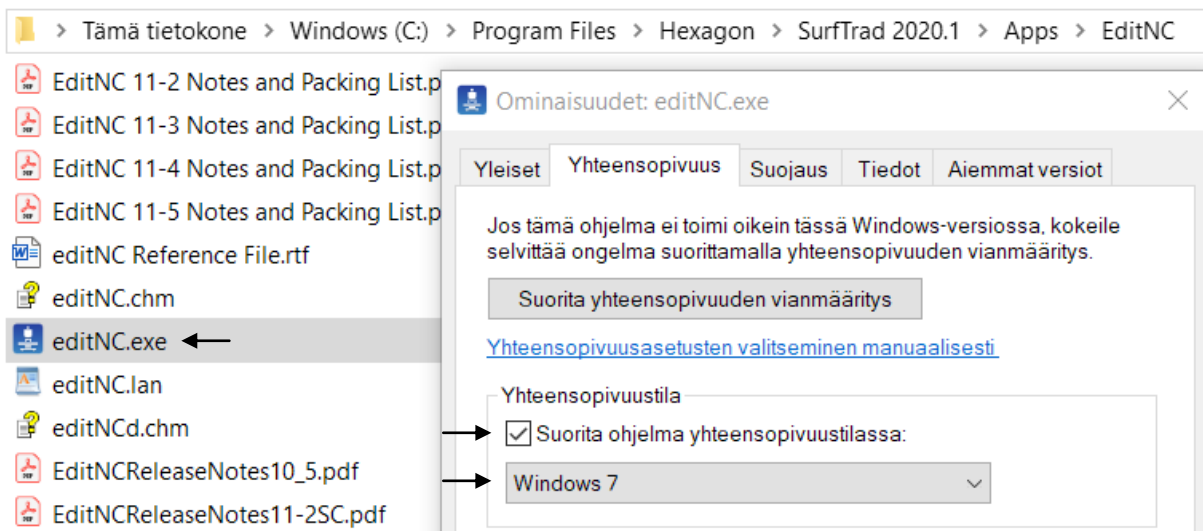 Tämä tietokone > Windows (C:) > Program Files > Hexagon > SurfTrad 2020.1 > Apps > EditNC
EditNC 11-2 Notes and Packing List.p
EditNC 11-3 Notes and Packing List.p
EditNC 11-4 Notes and Packing List.p
EditNC 11-5 Notes and Packing List.p
editNC Reference File.rtf
editNC.chm
editNC.exe
editNC.lan
editNCd.chm
EditNCReleaseNotes10_5.pdf
EditNCReleaseNotes11-2SC.pdf
Ominaisuudet: editNC.exe
Yleiset Yhteensopivuus Suojaus Tiedot Aiemmat versiot
Jos tämä ohjelma ei toimi oikein tässä Windows-versiossa, kokeile
selvittää ongelma suorittamalla yhteensopivuuden vianmääritys.
Suorita yhteensopivuuden vianmääritys
Yhteensopivuusasetusten valitseminen manuaalisesti
Yhteensopivuustila
Suorita ohjelma yhteensopivuustilassa:
Windows 7